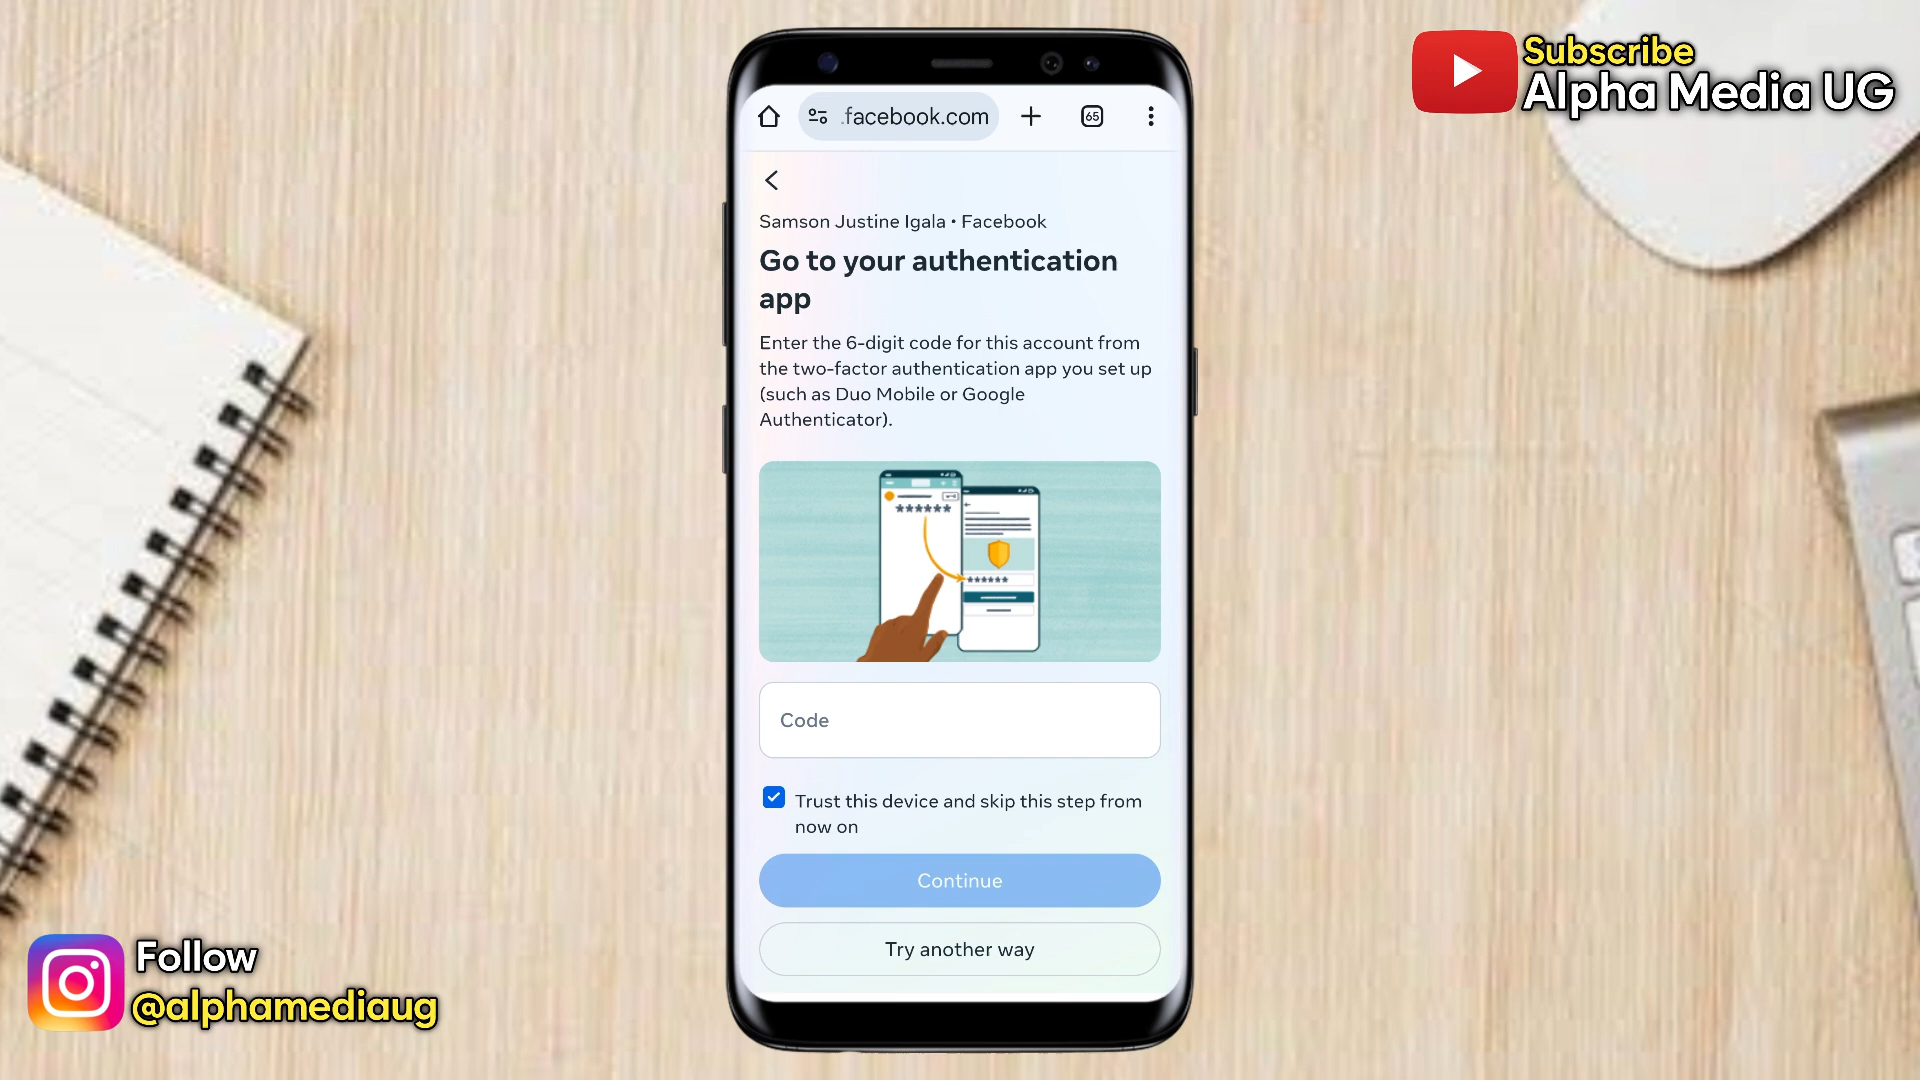 Subscribe
Alpha Media UG
.facebook.com
65
Samson Justine Igala • Facebook
Go to your authentication
app
Enter the 6-digit code for this account from
the two-factor authentication app you set up
(such as Duo Mobile or Google
Authenticator).
******
******
Code
Trust this device and skip this step from
now on
Continue
Try another way
Follow
@alphamediaug